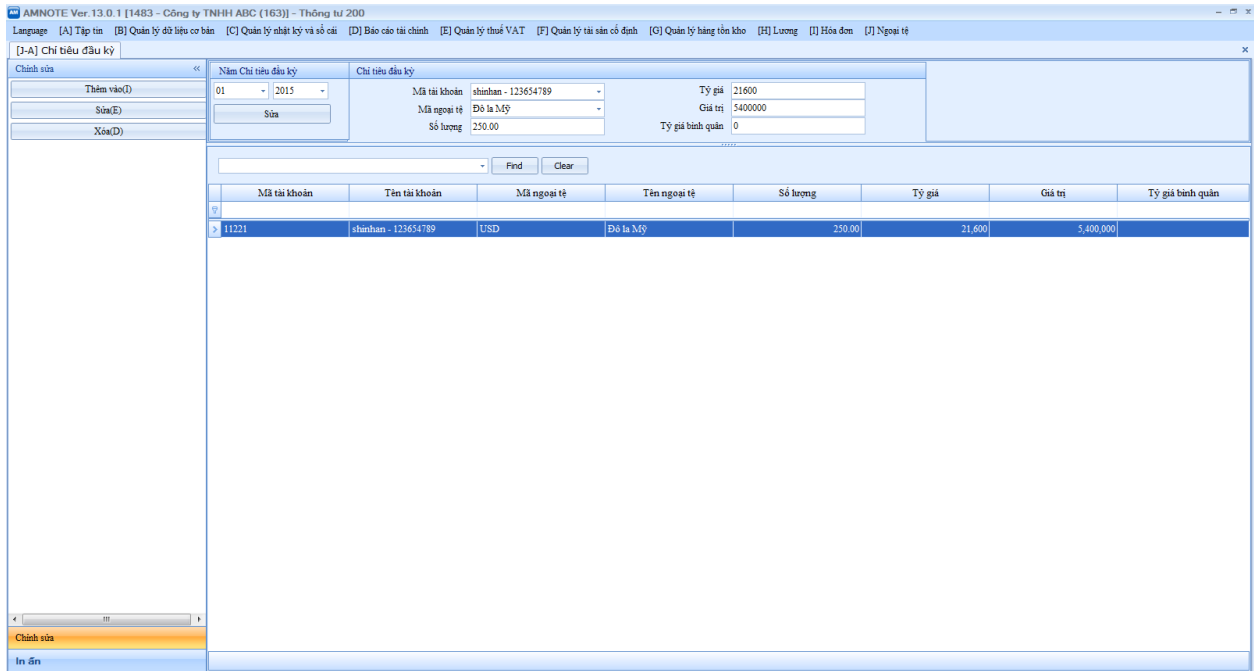 AMNOTE Ver.13.0.1 [1483 - Công ty TNHH ABC (163)] - Thông tư 200
Language [A] Tập tin [B] Quản lý dữ liệu cơ bản [C] Quản lý nhật ký và sổ cái [D] Báo cáo tài chính [E] Quản lý thuế VAT [F] Quản lý tài sản cố định [G] Quản lý hàng tồn kho [H] Lương [I] Hóa đơn [J] Ngoại tệ
[J-A] Chỉ tiêu đầu kỳ
Chỉnh sửa
Thêm vào(I)
Sửa(E)
Xóa(D)
Năm Chỉ tiêu đầu kỳ Chỉ tiêu đầu kỳ
01 2015 Mã tài khoản shinhan - 123654789 Tỷ giá 21600
Sửa Mã ngoại tệ Đô la Mỹ Giá trị 5400000
Số lượng 250.00 Tỷ giá bình quân 0
Find Clear
Mã tài khoản Tên tài khoản Mã ngoại tệ Tên ngoại tệ Số lượng Tỷ giá Giá trị Tỷ giá bình quân
11221 shinhan - 123654789 USD Đô la Mỹ 250.00 21,600 5,400,000
Chỉnh sửa
In ấn